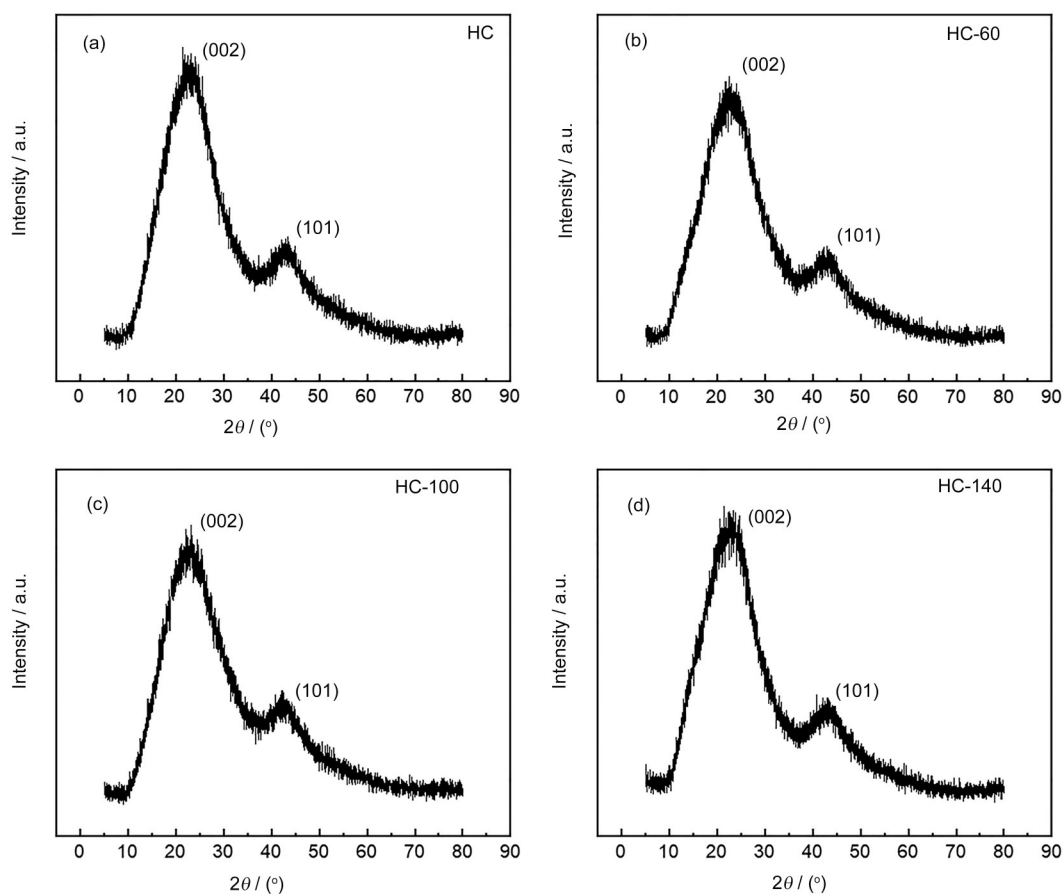 (a)
HC
(002)
(101)
Intensity / a.u.
0 10 20 30 40 50 60 70 80 90
2θ / (°)
(b)
HC-60
(002)
(101)
Intensity / a.u.
0 10 20 30 40 50 60 70 80 90
2θ / (°)
(c)
HC-100
(002)
(101)
Intensity / a.u.
0 10 20 30 40 50 60 70 80 90
2θ / (°)
(d)
HC-140
(002)
(101)
Intensity / a.u.
0 10 20 30 40 50 60 70 80 90
2θ / (°)